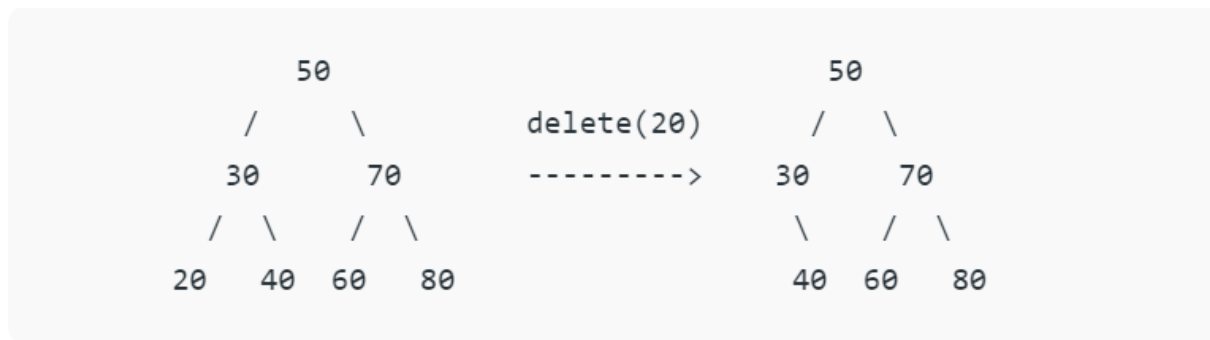 50 50
/ \ delete(20) / \
30 70 ---------> 30 70
/ \ / \ \ / \
20 40 60 80 40 60 80